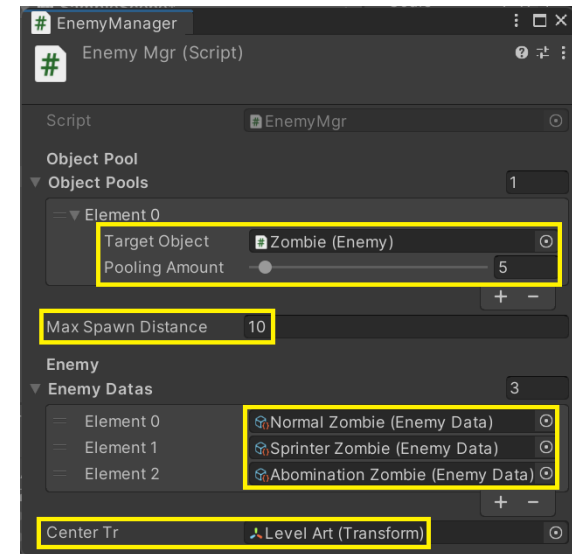 # EnemyManager
# Enemy Mgr (Script)
Script # EnemyMgr
Object Pool
Object Pools 1
Element 0
Target Object # Zombie (Enemy)
Pooling Amount 5
+ −
Max Spawn Distance 10
Enemy
Enemy Datas 3
Element 0 Normal Zombie (Enemy Data)
Element 1 Sprinter Zombie (Enemy Data)
Element 2 Abomination Zombie (Enemy Data)
+ −
Center Tr Level Art (Transform)